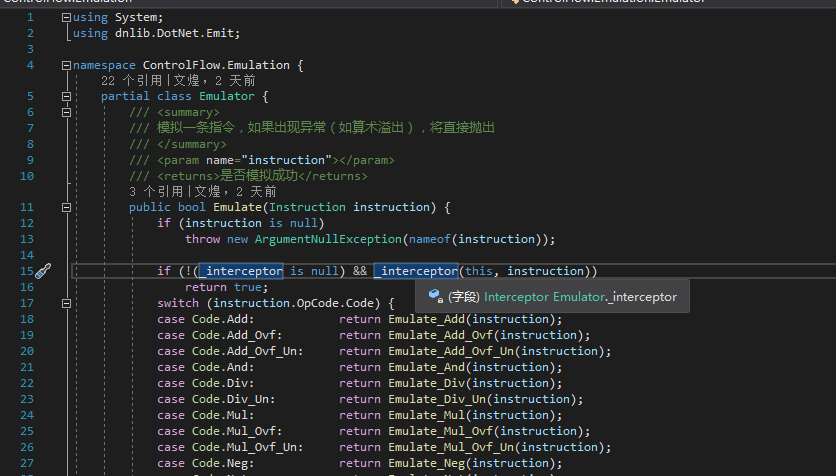 1 using System;
2 using dnlib.DotNet.Emit;
3
4 namespace ControlFlow.Emulation {
22 个引用|文煌，2 天前
5 partial class Emulator {
6 /// <summary>
7 /// 模拟一条指令，如果出现异常（如算术溢出），将直接抛出
8 /// </summary>
9 /// <param name="instruction"></param>
10 /// <returns>是否模拟成功</returns>
3 个引用|文煌，2 天前
11 public bool Emulate(Instruction instruction) {
12 if (instruction is null)
13 throw new ArgumentNullException(nameof(instruction));
14
15 if (!(_interceptor is null) && _interceptor(this, instruction))
16 return true;
(字段) Interceptor Emulator._interceptor
17 switch (instruction.OpCode.Code) {
18 case Code.Add: return Emulate_Add(instruction);
19 case Code.Add_Ovf: return Emulate_Add_Ovf(instruction);
20 case Code.Add_Ovf_Un: return Emulate_Add_Ovf_Un(instruction);
21 case Code.And: return Emulate_And(instruction);
22 case Code.Div: return Emulate_Div(instruction);
23 case Code.Div_Un: return Emulate_Div_Un(instruction);
24 case Code.Mul: return Emulate_Mul(instruction);
25 case Code.Mul_Ovf: return Emulate_Mul_Ovf(instruction);
26 case Code.Mul_Ovf_Un: return Emulate_Mul_Ovf_Un(instruction);
27 case Code.Neg: return Emulate_Neg(instruction);